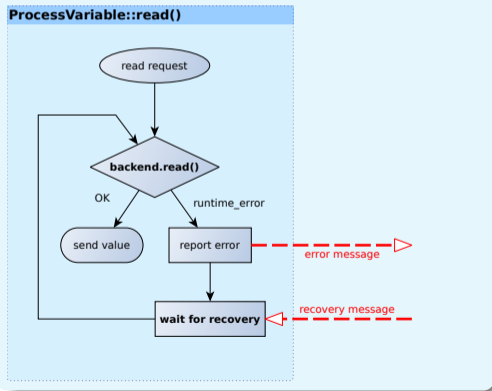 ProcessVariable::read()
read request
backend.read()
OK
runtime_error
send value
report error
error message
recovery message
wait for recovery